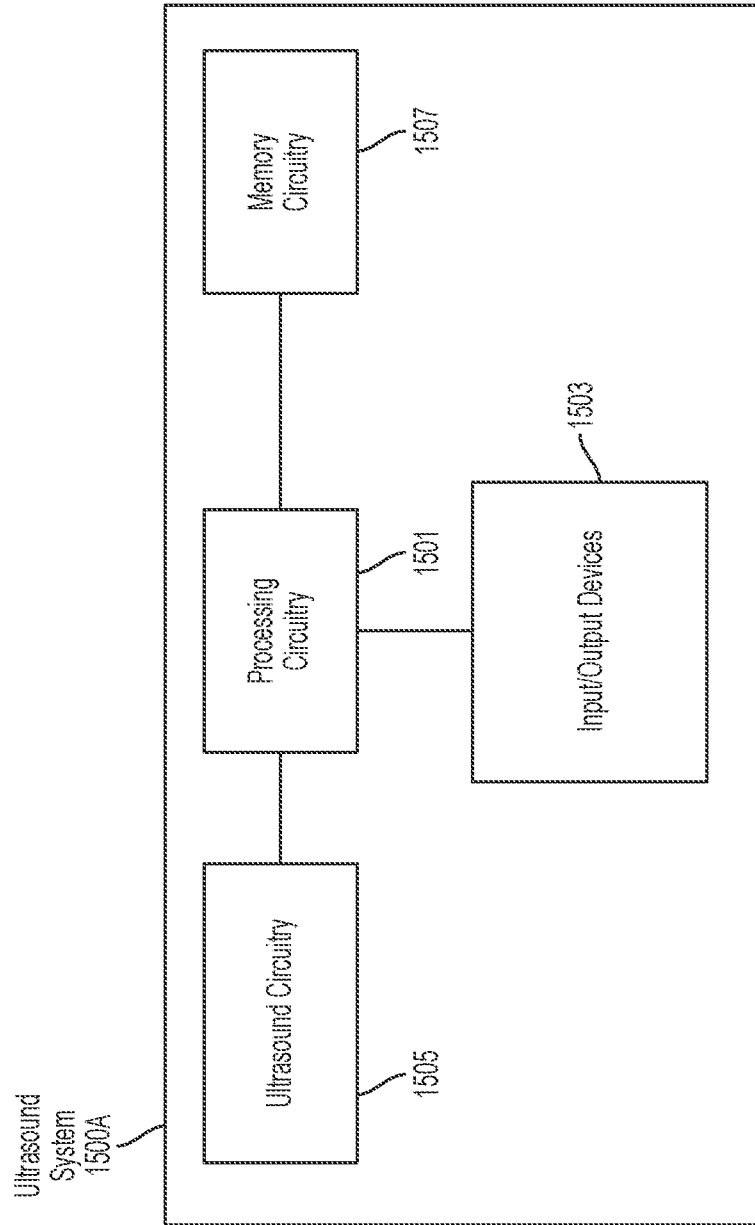 Ultrasound
System
1500A
Ultrasound Circuitry
1505
Processing
Circuitry
1501
Memory
Circuitry
1507
Input/Output Devices
1503